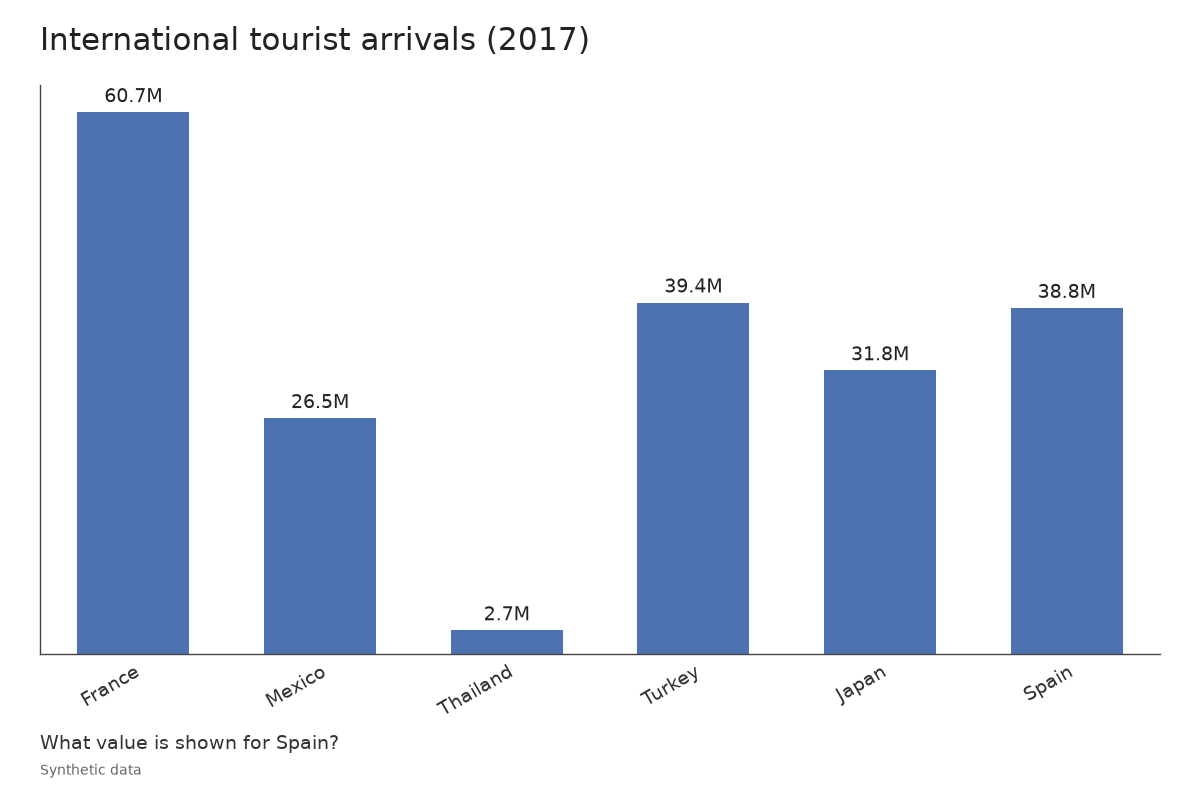 International tourist arrivals (2017)
60.7M
26.5M
2.7M
39.4M
31.8M
38.8M
France
Mexico
Thailand
Turkey
Japan
Spain
What value is shown for Spain?
Synthetic data